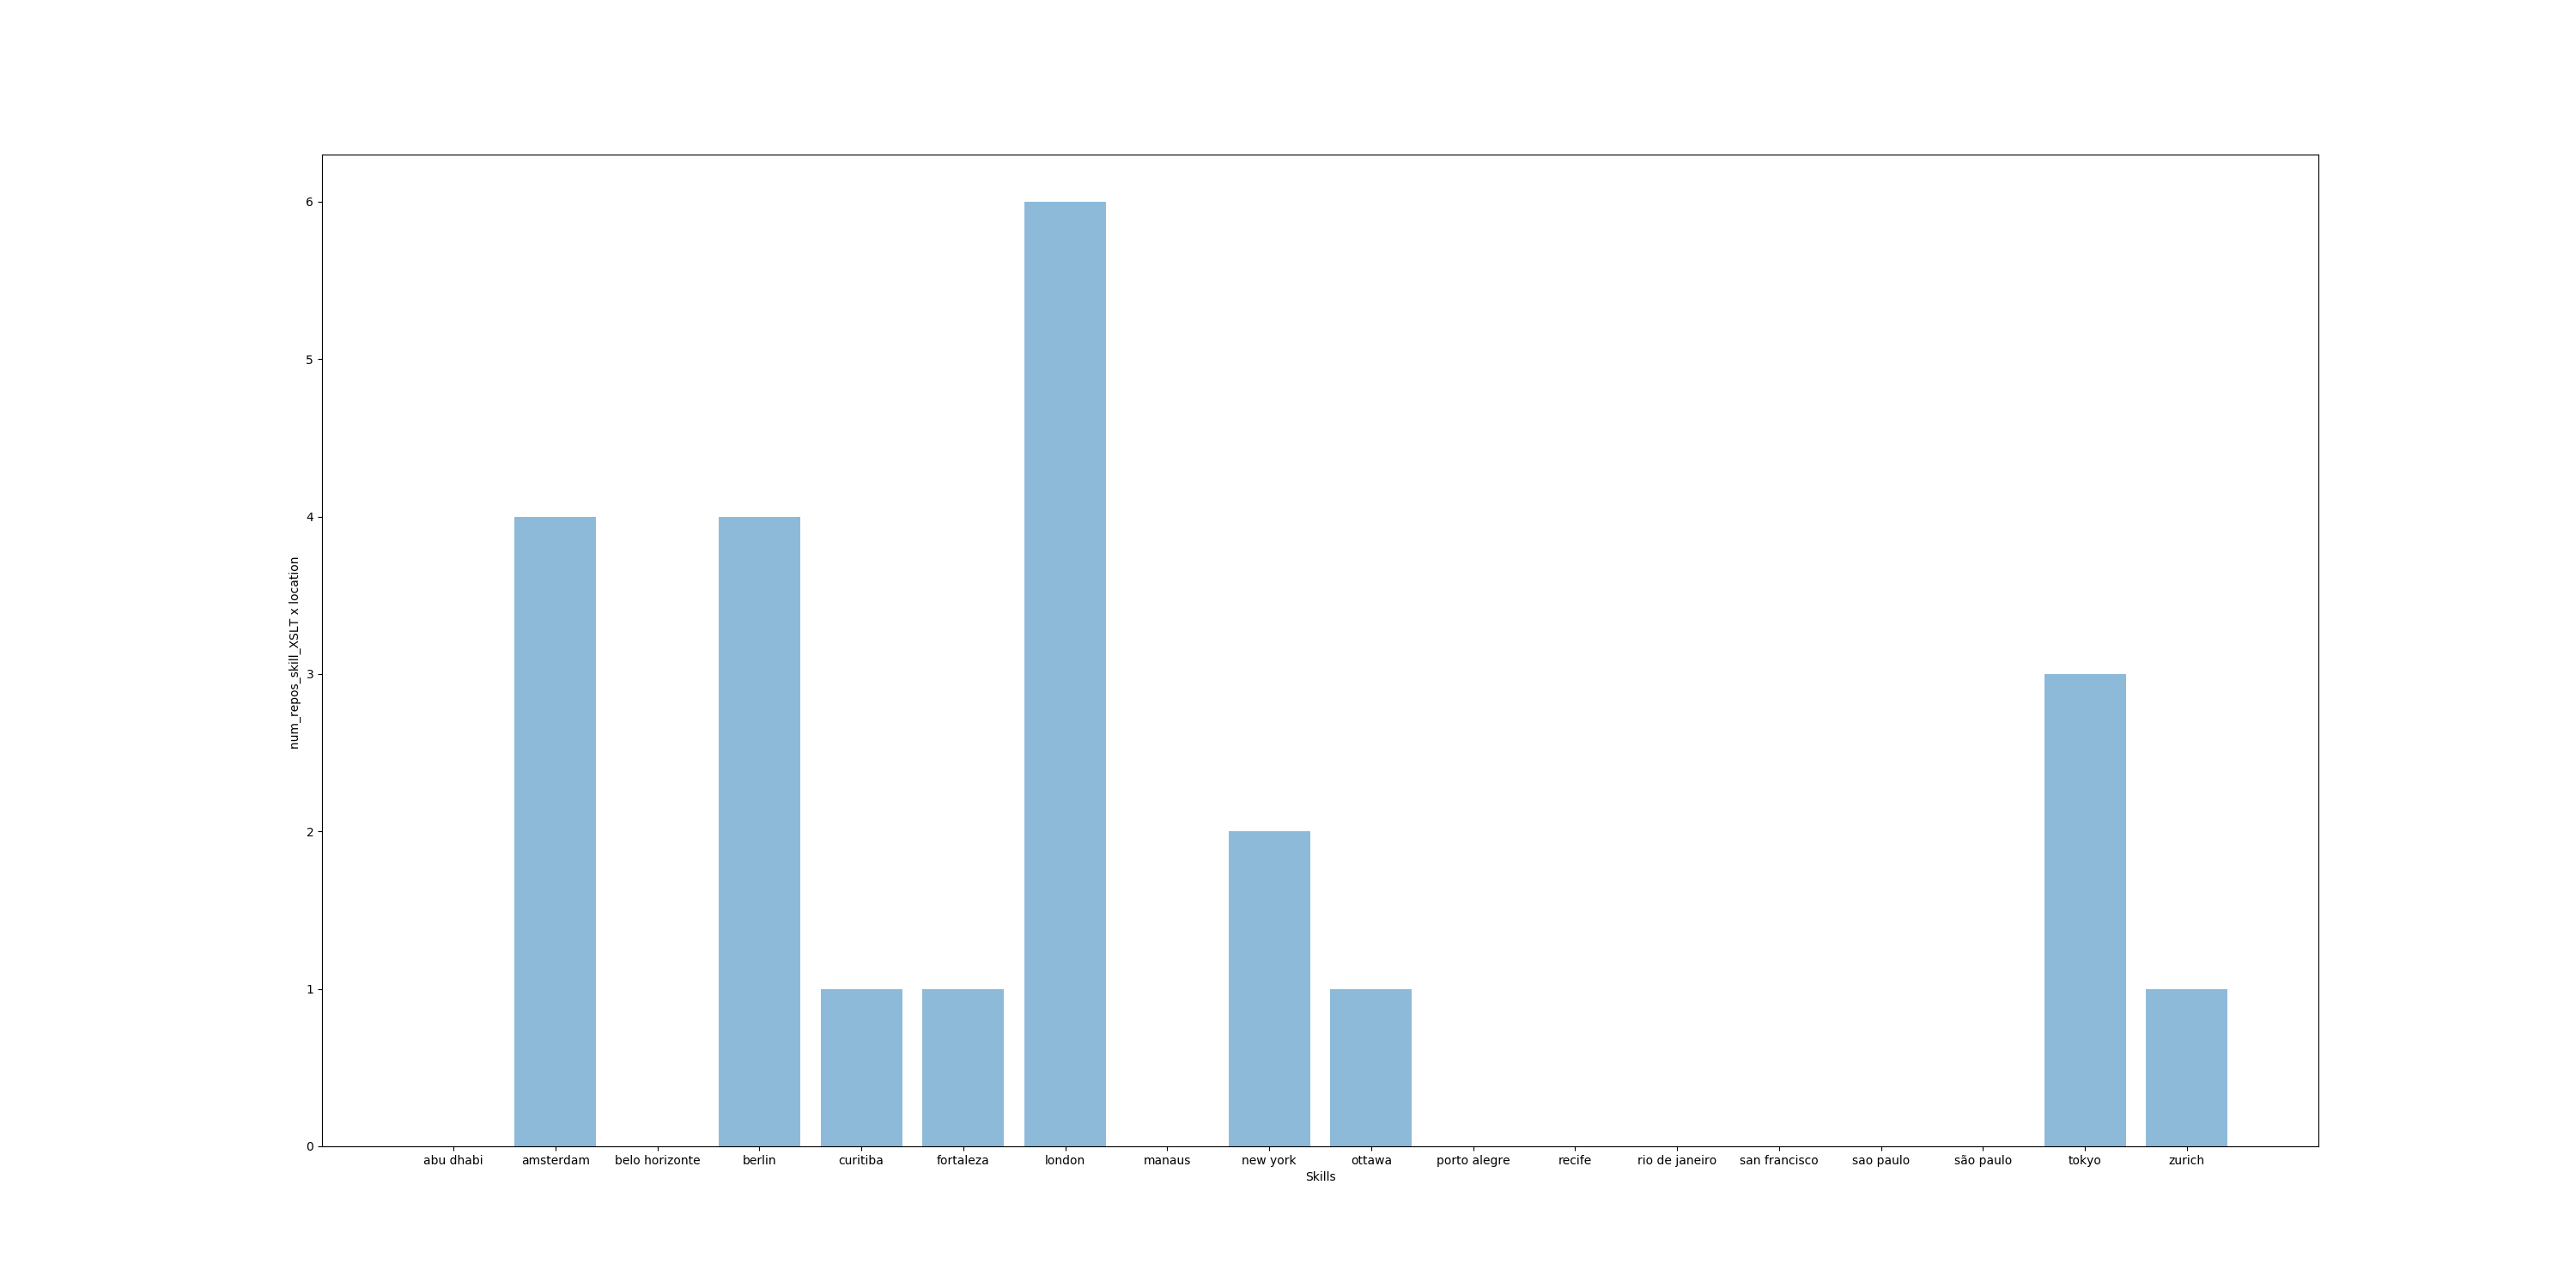 6
5
4
3
2
1
0
num_repos_skill_XSLT x location
abu dhabi amsterdam belo horizonte berlin curitiba fortaleza london manaus new york ottawa porto alegre recife rio de janeiro san francisco sao paulo são paulo tokyo zurich
Skills